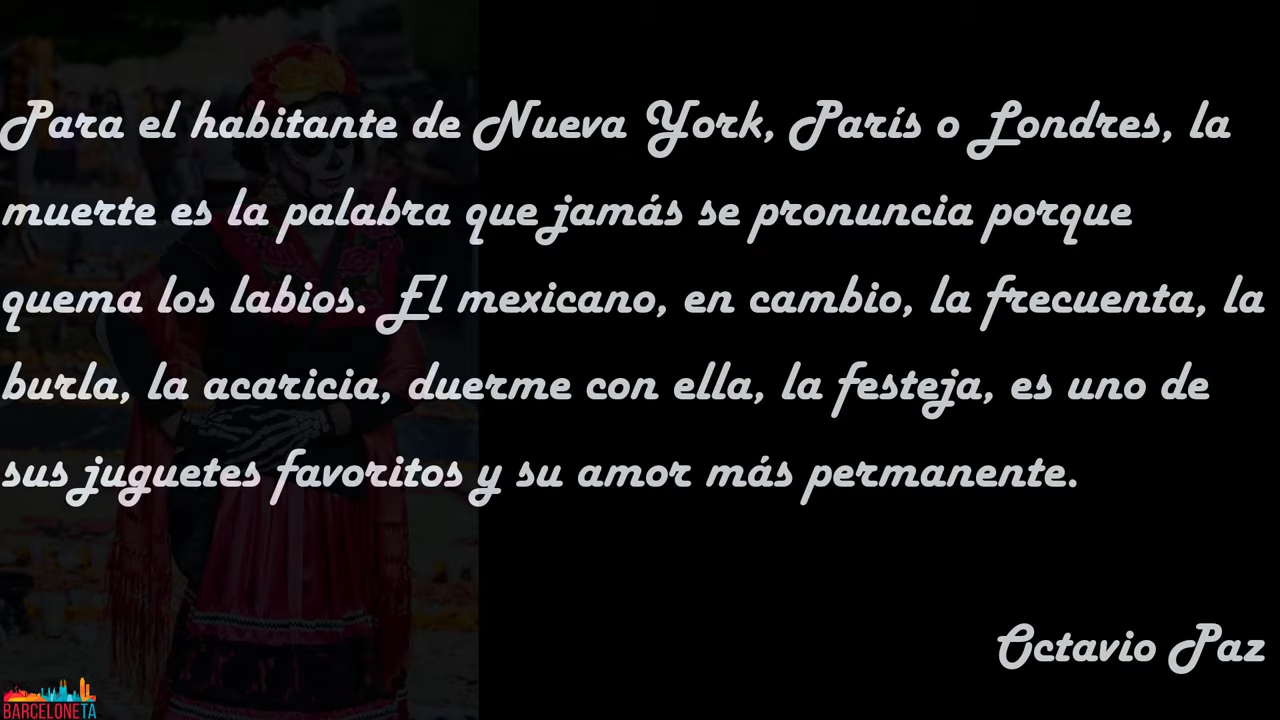 Para el habitante de Nueva York, París o Londres, la
muerte es la palabra que jamás se pronuncia porque
quema los labios. El mexicano, en cambio, la frecuenta, la
burla, la acaricia, duerme con ella, la festeja, es uno de
sus juguetes favoritos y su amor más permanente.
Octavio Paz
BARCELONETA